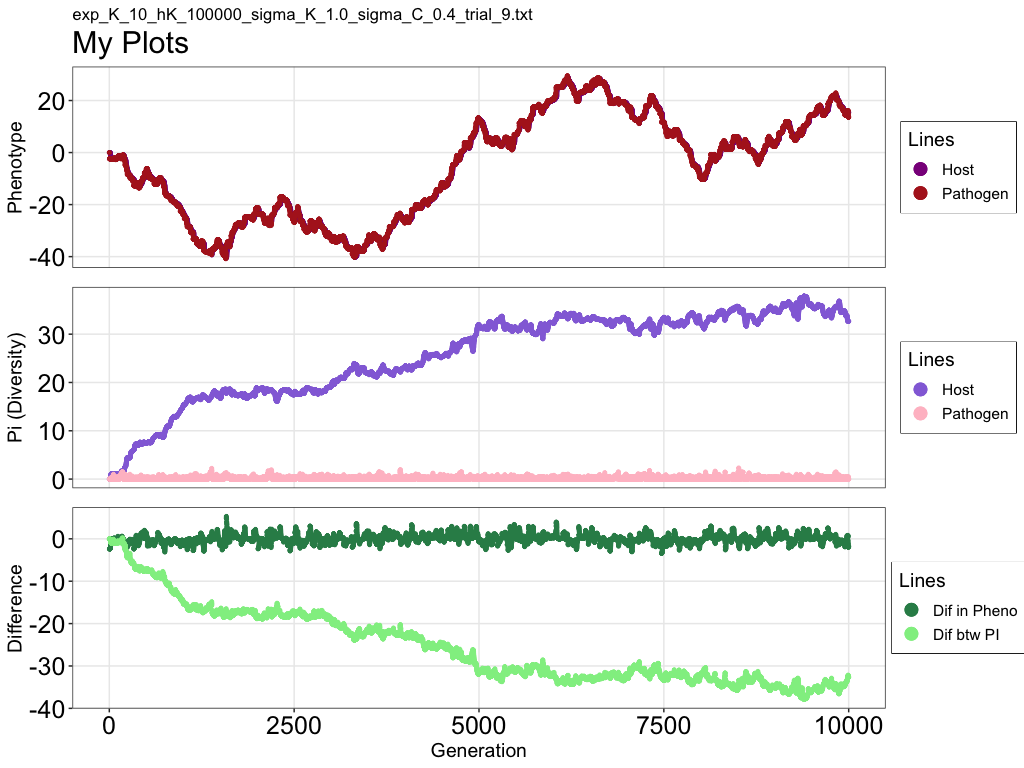 exp_K_10_hK_100000_sigma_K_1.0_sigma_C_0.4_trial_9.txt
My Plots
Phenotype
20
0
-20
-40
Lines
Host
Pathogen
Pi (Diversity)
30
20
10
0
Lines
Host
Pathogen
Difference
0
-10
-20
-30
-40
Lines
Dif in Pheno
Dif btw PI
0 2500 5000 7500 10000
Generation